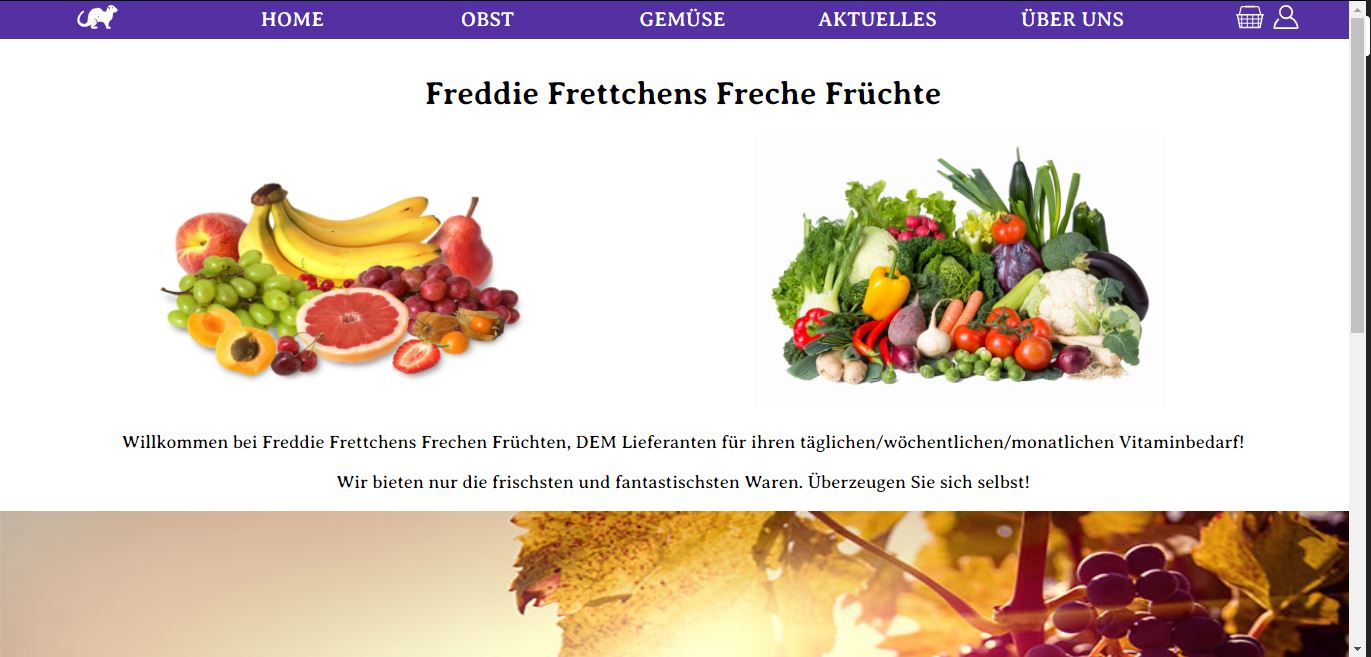 HOME OBST GEMÜSE AKTUELLES ÜBER UNS
Freddie Frettchens Freche Früchte
Willkommen bei Freddie Frettchens Frechen Früchten, DEM Lieferanten für ihren täglichen/wöchentlichen/monatlichen Vitaminbedarf!
Wir bieten nur die frischsten und fantastischsten Waren. Überzeugen Sie sich selbst!